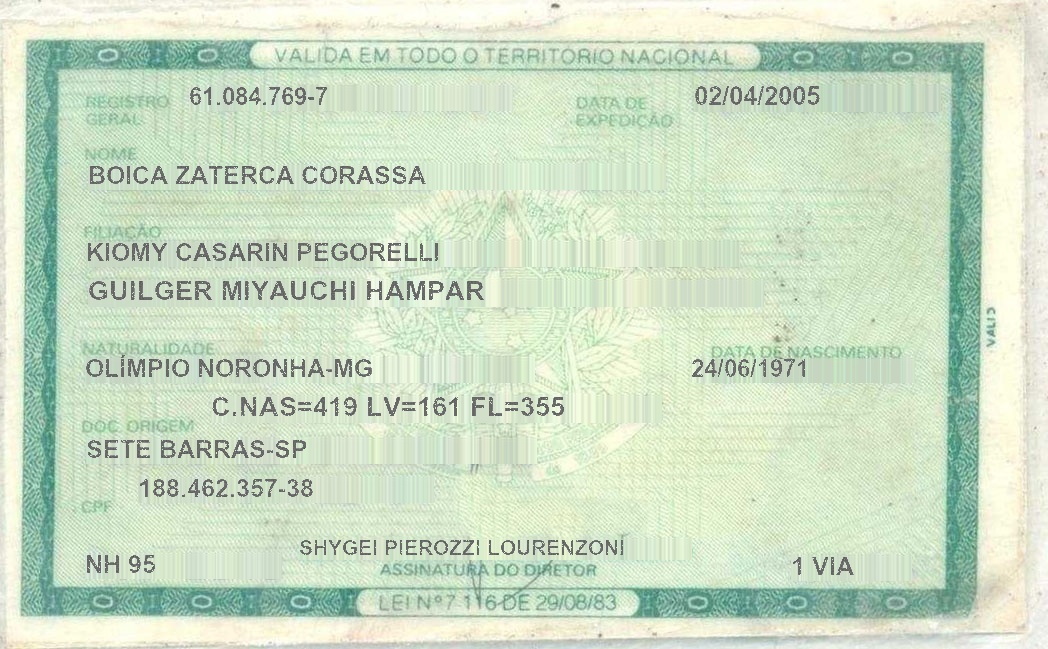 VALIDA EM TODO O TERRITORIO NACIONAL
REGISTRO GERAL 61.084.769-7 DATA DE EXPEDIÇÃO 02/04/2005
NOME
BOICA ZATERCA CORASSA
FILIAÇÃO
KIOMY CASARIN PEGORELLI
GUILGER MIYAUCHI HAMPAR
NATURALIDADE DATA DE NASCIMENTO
OLÍMPIO NORONHA-MG 24/06/1971
C.NAS=419 LV=161 FL=355
DOC. ORIGEM
SETE BARRAS-SP
188.462.357-38
CPF
SHYGEI PIEROZZI LOURENZONI
NH 95 1 VIA
ASSINATURA DO DIRETOR
LEI Nº 7.116 DE 29/08/83
VALID